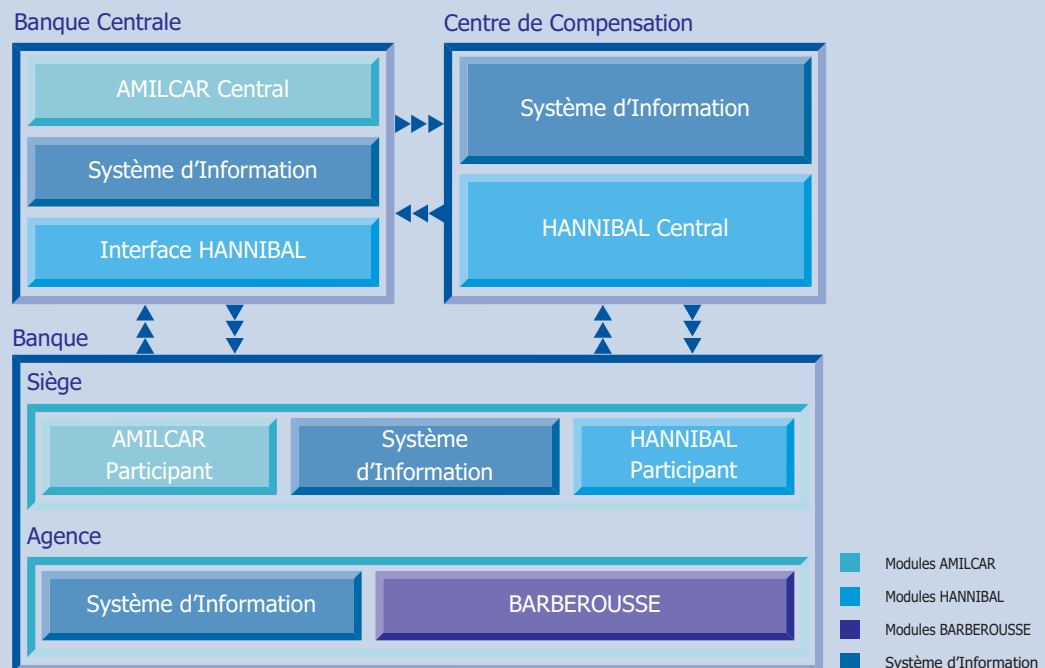 Banque Centrale
AMILCAR Central
Système d’Information
Interface HANNIBAL
Centre de Compensation
Système d’Information
HANNIBAL Central
Banque
Siège
AMILCAR
Participant
Système
d’Information
HANNIBAL
Participant
Agence
Système d’Information
BARBEROUSSE
Modules AMILCAR
Modules HANNIBAL
Modules BARBEROUSSE
Système d’Information